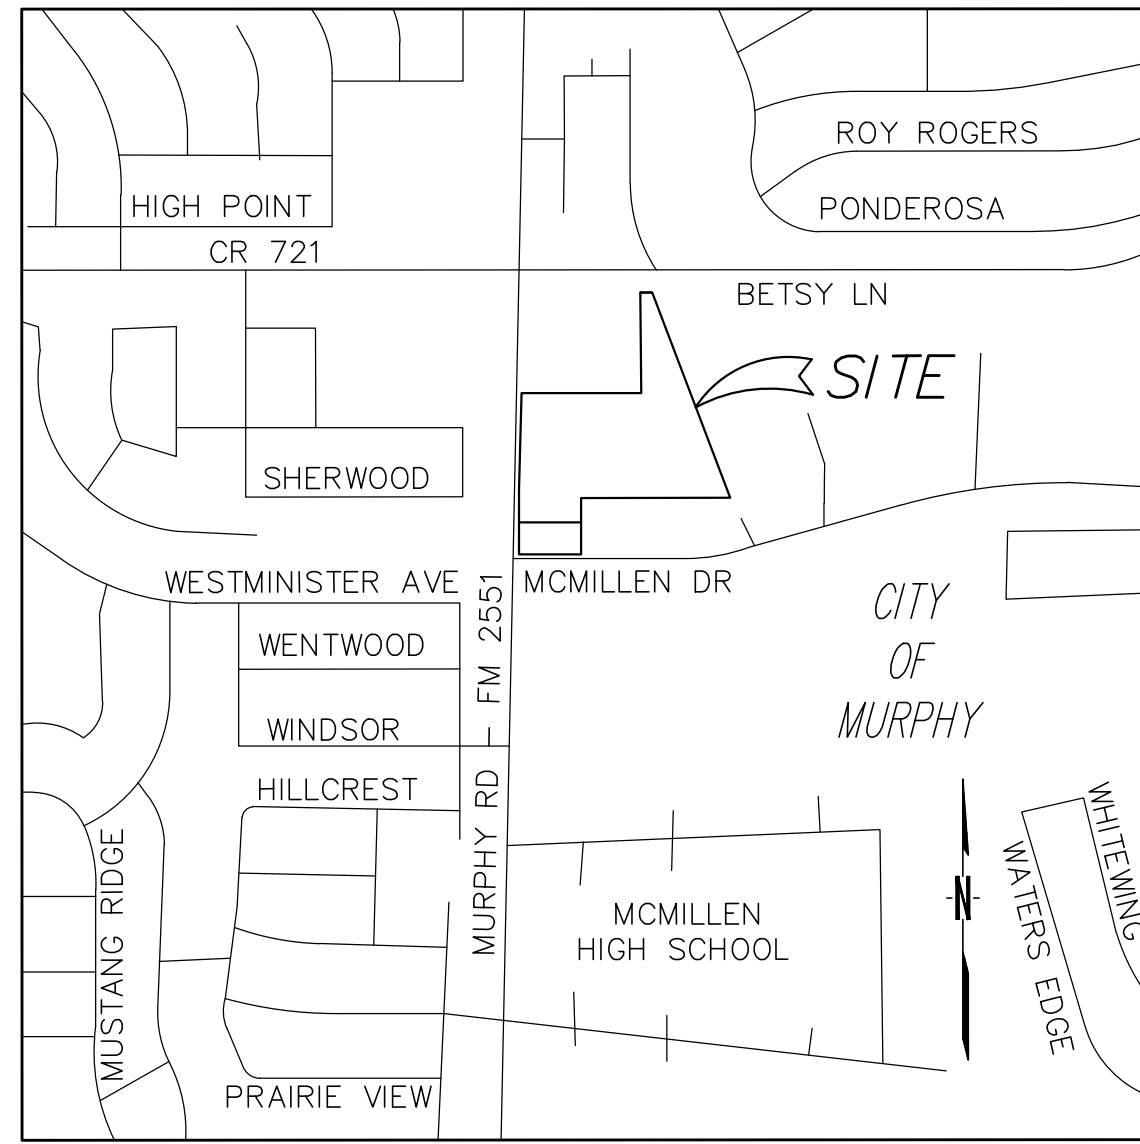 ROY ROGERS
HIGH POINT
PONDEROSA
CR 721
BETSY LN
SITE
SHERWOOD
WESTMINISTER AVE
MCMILLEN DR
CITY
OF
MURPHY
WENTWOOD
WINDSOR
MURPHY RD - FM 2551
HILLCREST
MUSTANG RIDGE
MCMILLEN
HIGH SCHOOL
N
WATERS EDGE
WHITEWING
PRAIRIE VIEW